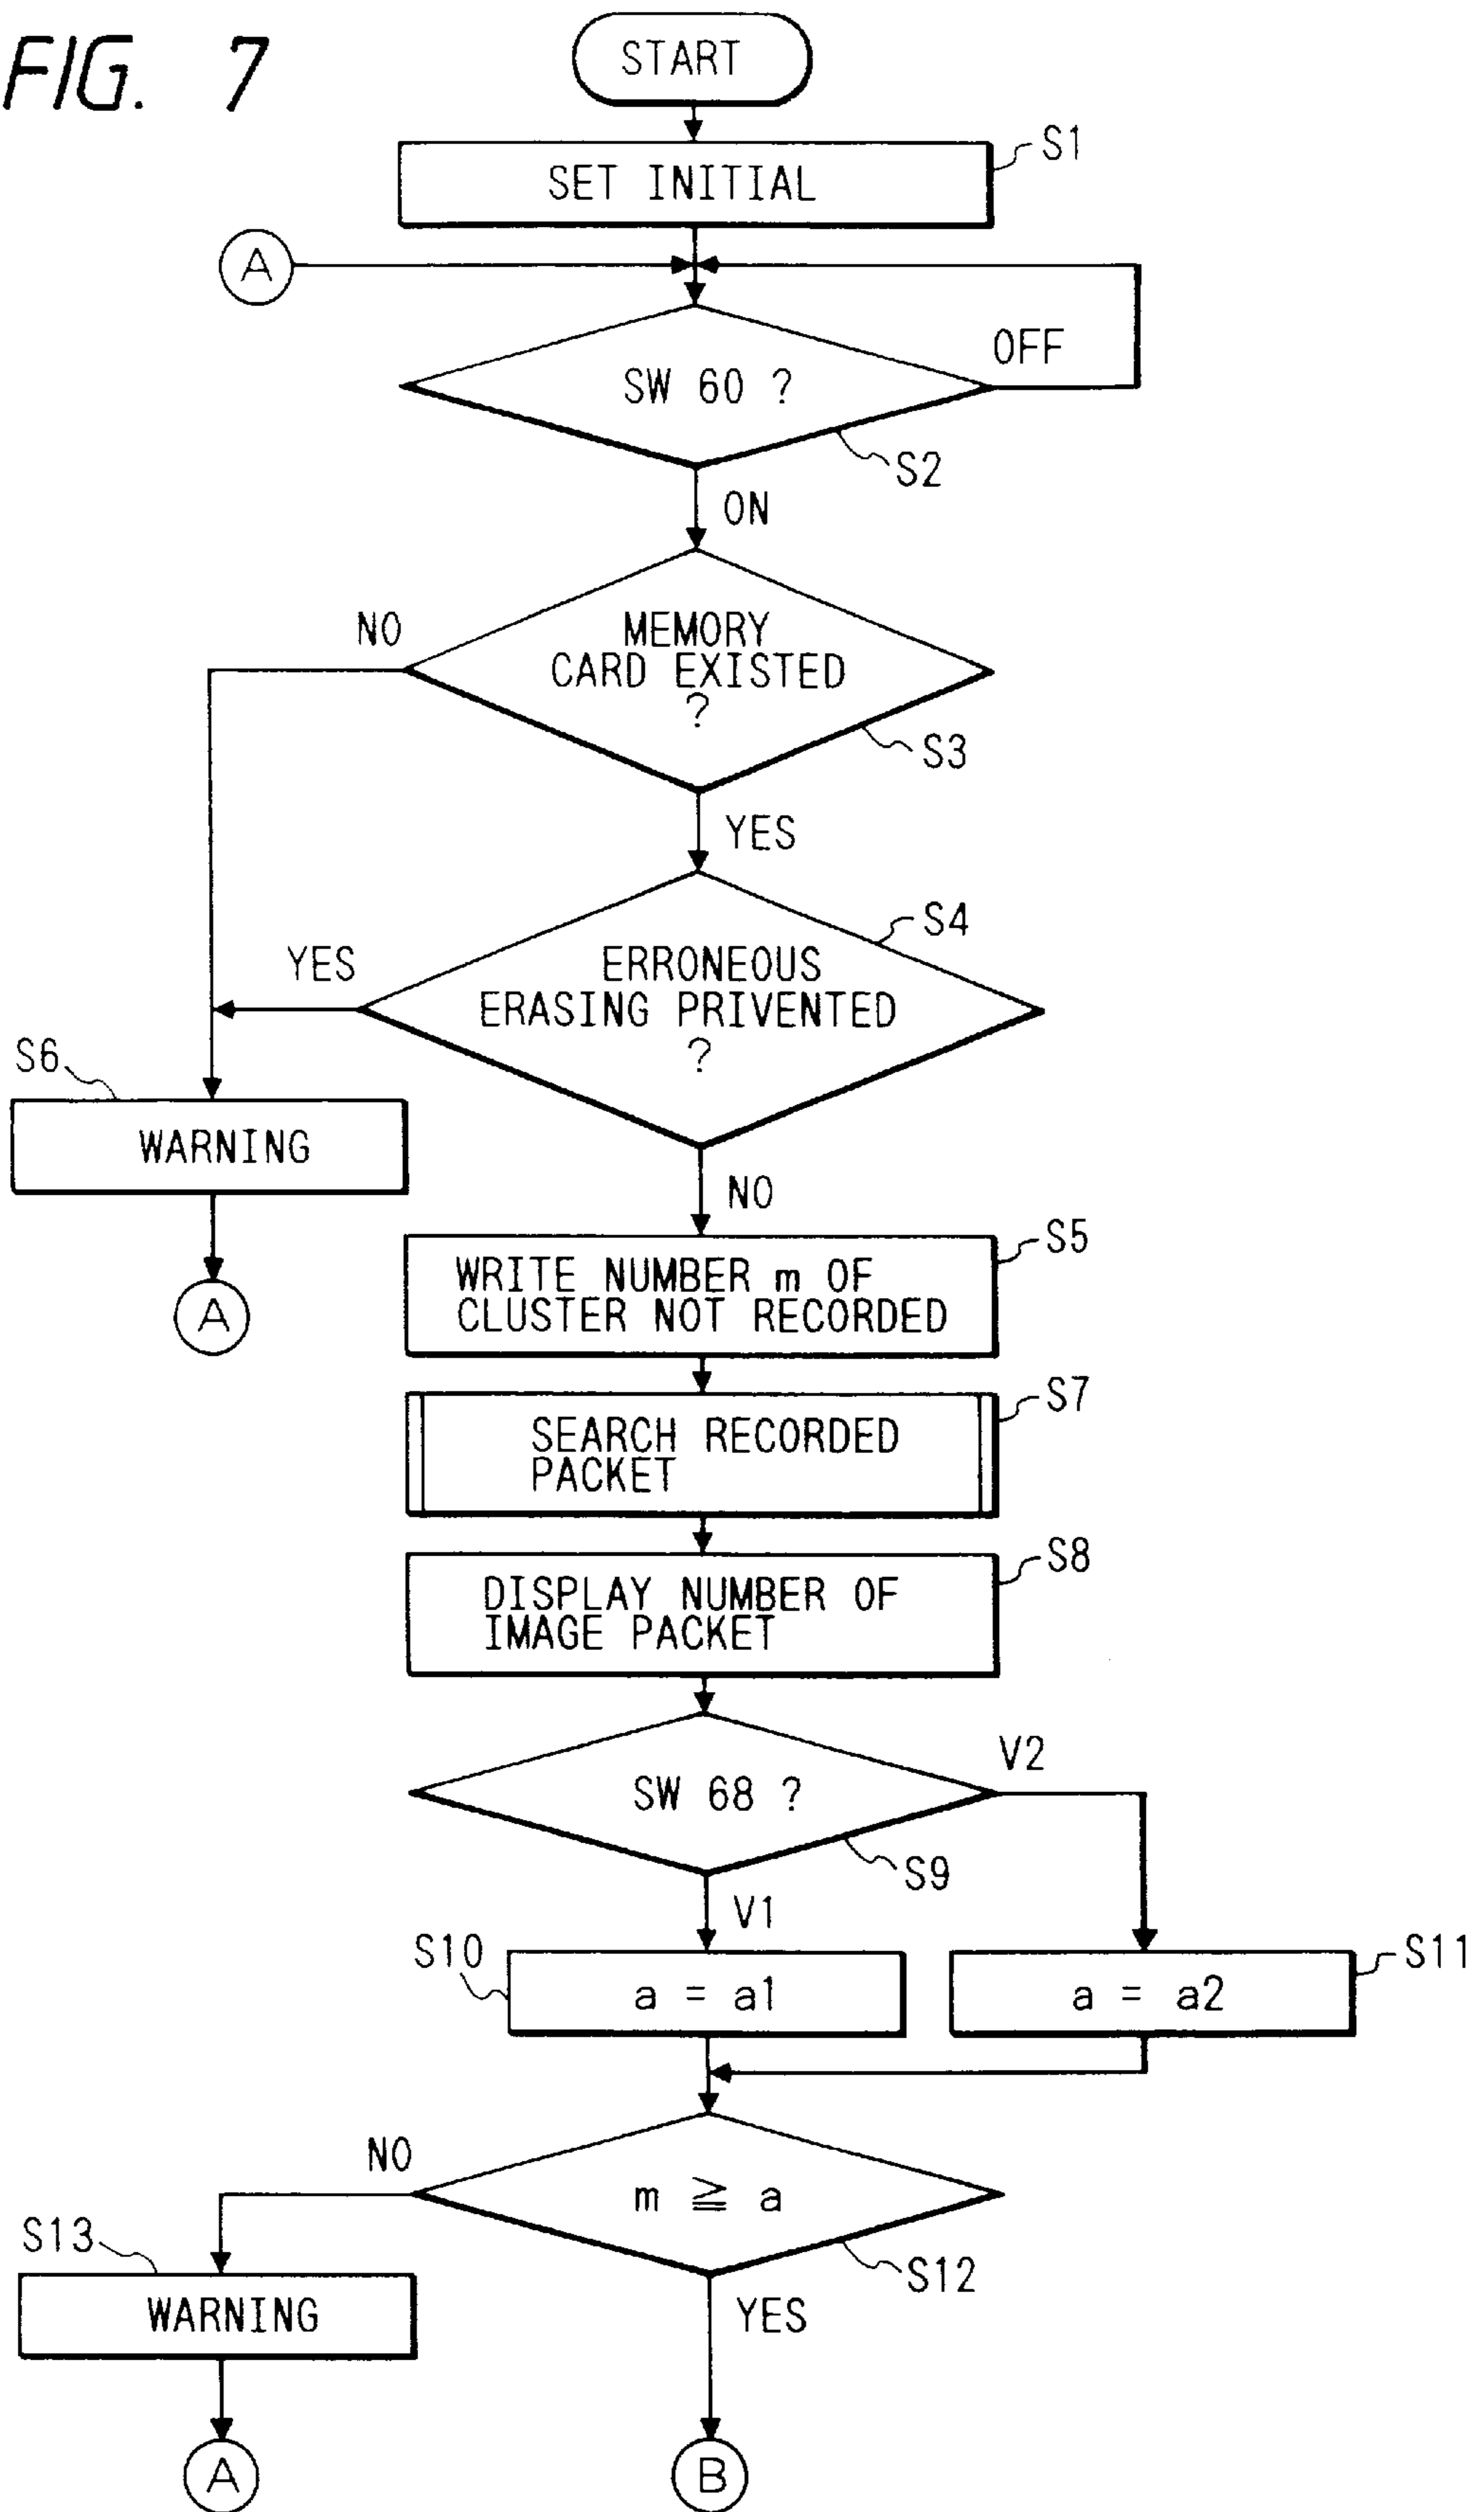 FIG. 7
START
SET INITIAL
S1
A
SW 60 ?
OFF
S2
ON
MEMORY
CARD EXISTED
?
NO
S3
YES
S4
ERRONEOUS
ERASING PRIVENTED
?
YES
S6
WARNING
NO
A
S5
WRITE NUMBER m OF
CLUSTER NOT RECORDED
S7
SEARCH RECORDED
PACKET
S8
DISPLAY NUMBER OF
IMAGE PACKET
SW 68 ?
V2
S9
V1
S10
a = a1
a = a2
S11
NO
m ≧ a
S13
S12
WARNING
YES
A
B